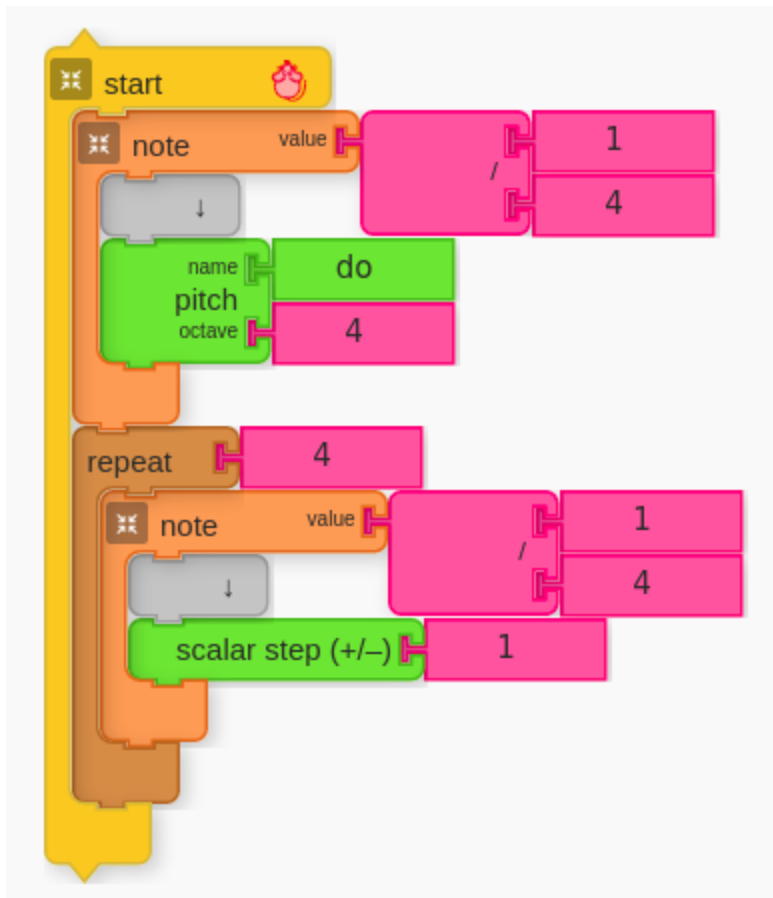 start
note value 1
/
4
↓
name do
pitch
octave 4
repeat 4
note value 1
/
4
↓
scalar step (+/–) 1